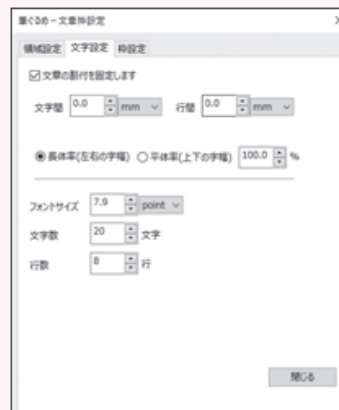 筆ぐるめ - 文章枠設定
領域設定 文字設定 枠設定
文章の割付を固定します
文字間 0.0 mm 行間 0.0 mm
長体率(左右の字幅) 平体率(上下の字幅) 100.0 %
フォントサイズ 7.9 point
文字数 20 文字
行数 8 行
閉じる